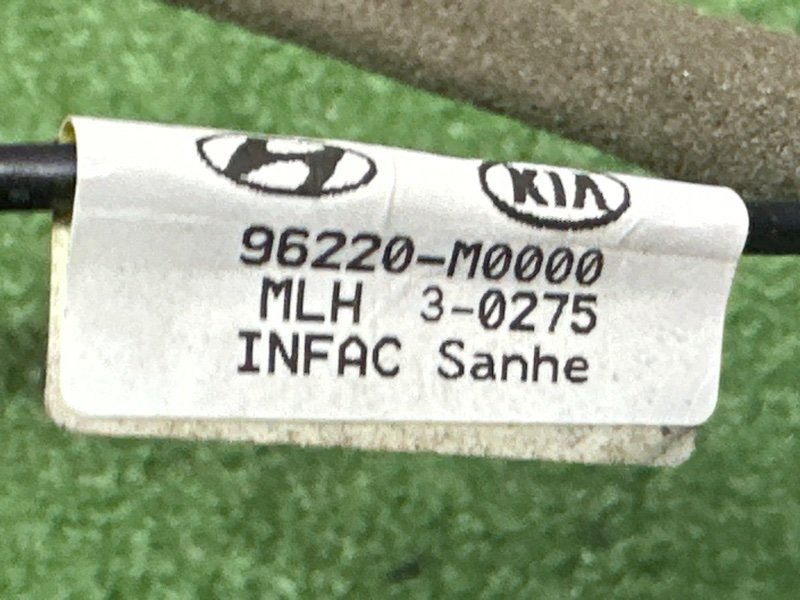 KIA
96220-M0000
MLH 3-0275
INFAC Sanhe